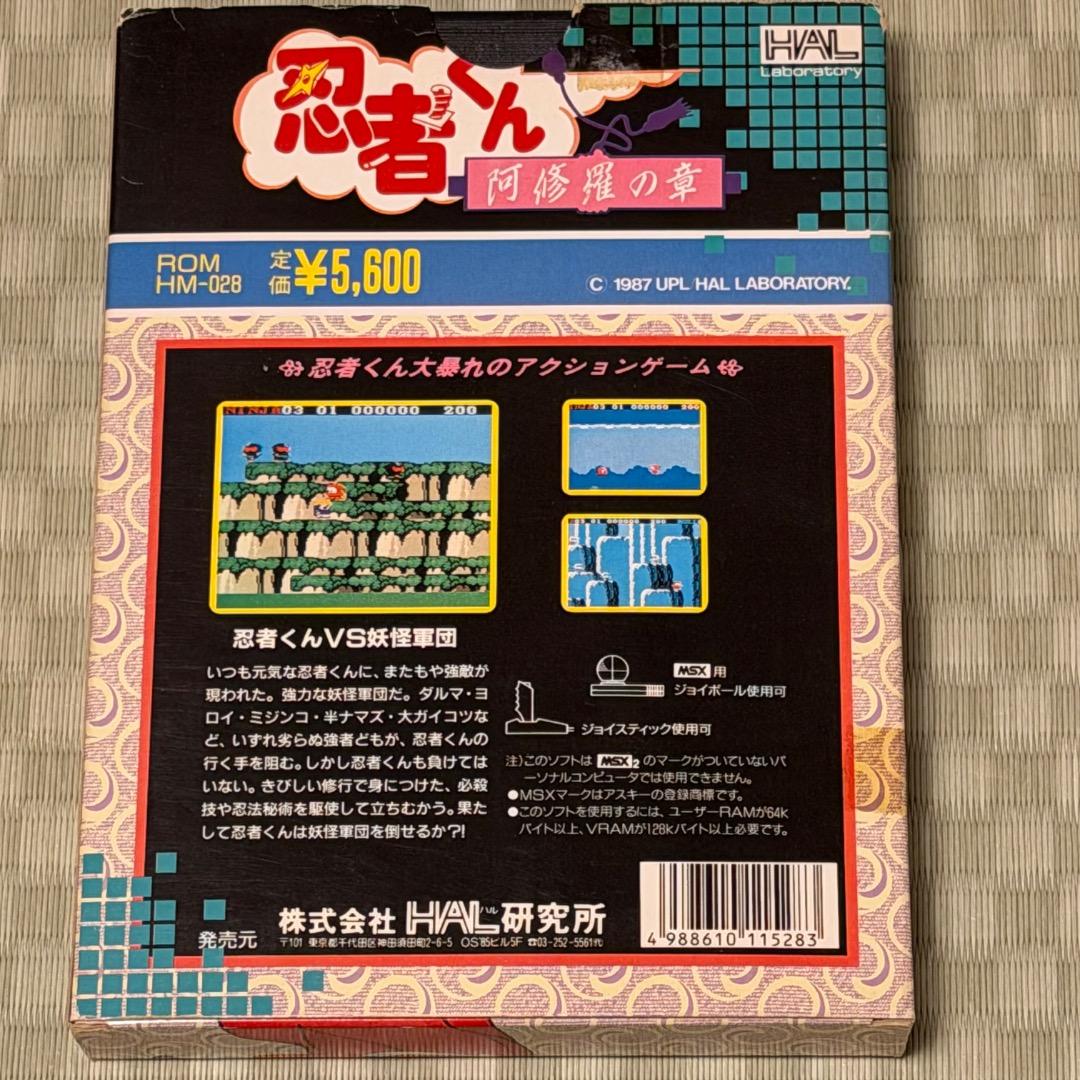 忍者くん
HAL
Laboratory
阿修羅の章
ROM
HM-028
定価 ¥5,600
© 1987 UPL/HAL LABORATORY.
忍者くん大暴れのアクションゲーム
NINJA03 01 000000 200
NINJA03 01 000000 200
03 01 000000 200
忍者くんVS妖怪軍団
いつも元気な忍者くんに、またもや強敵が
現われた。強力な妖怪軍団だ。ダルマ・ヨ
ロイ・ミジンコ・半ナマズ・大ガイコツな
ど、いずれ劣らぬ強者どもが、忍者くんの
行く手を阻む。しかし忍者くんも負けては
いない。きびしい修行で身につけた、必殺
技や忍法秘術を駆使して立ちむかう。果た
して忍者くんは妖怪軍団を倒せるか?!
MSX用
ジョイボール使用可
ジョイスティック使用可
注)このソフトは MSX2 のマークがついていないパ
ーソナルコンピュータでは使用できません。
●MSXマークはアスキーの登録商標です。
●このソフトを使用するには、ユーザーRAMが64k
バイト以上、VRAMが128kバイト以上必要です。
発売元
株式会社 HAL ハル 研究所
〒101 東京都千代田区神田須田町2-6-5 OS'85ビル5F ☎03-252-5561㈹
4 988610 115283